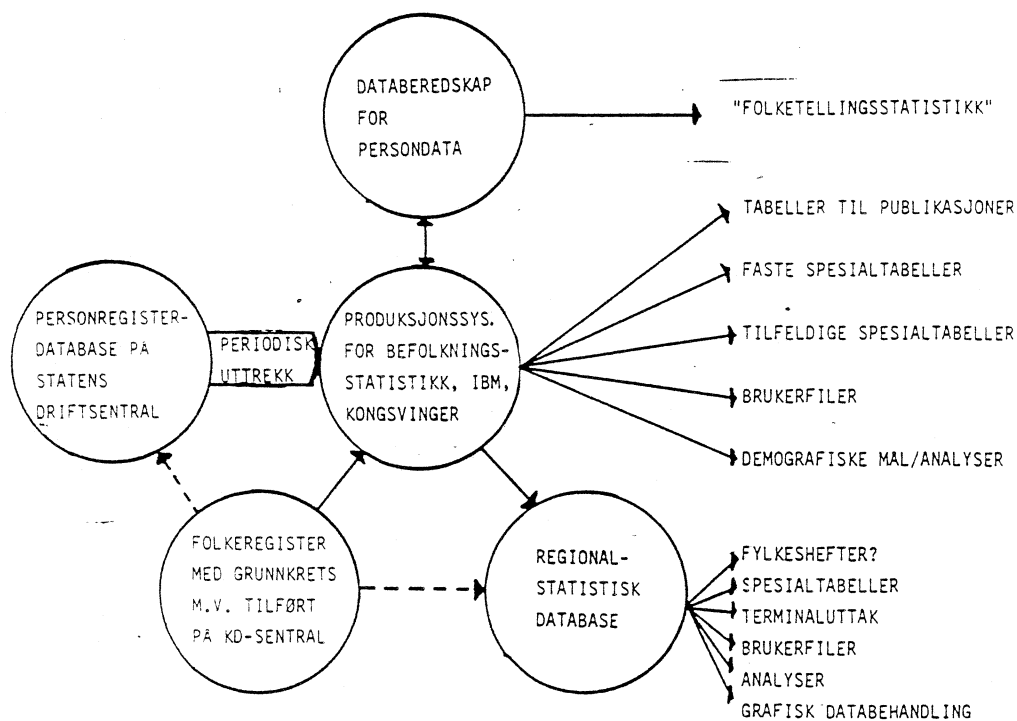 DATABEREDSKAP
FOR
PERSONDATA
"FOLKETELLINGSSTATISTIKK"
PERSONREGISTER-
DATABASE PÅ
STATENS
DRIFTSENTRAL
PERIODISK
UTTREKK
PRODUKSJONSSYS.
FOR BEFOLKNINGS-
STATISTIKK, IBM,
KONGSVINGER
TABELLER TIL PUBLIKASJONER
FASTE SPESIALTABELLER
TILFELDIGE SPESIALTABELLER
BRUKERFILER
DEMOGRAFISKE MÅL/ANALYSER
FOLKEREGISTER
MED GRUNNKRETS
M.V. TILFØRT
PÅ KD-SENTRAL
REGIONAL-
STATISTISK
DATABASE
FYLKESHEFTER?
SPESIALTABELLER
TERMINALUTTAK
BRUKERFILER
ANALYSER
GRAFISK DATABEHANDLING